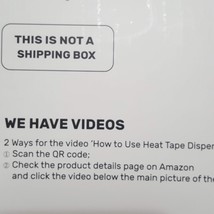 THIS IS NOT A
SHIPPING BOX
WE HAVE VIDEOS
2 Ways for the video 'How to Use Heat Tape
① Scan the QR code;
② Check the product details page on Amazon
and click the video below the main picture of the